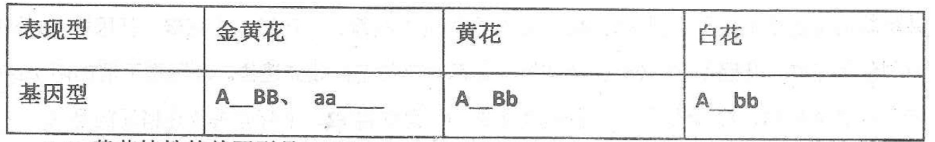 表现型 金黄花 黄花 白花
基因型 A__BB、 aa____ A__Bb A__bb